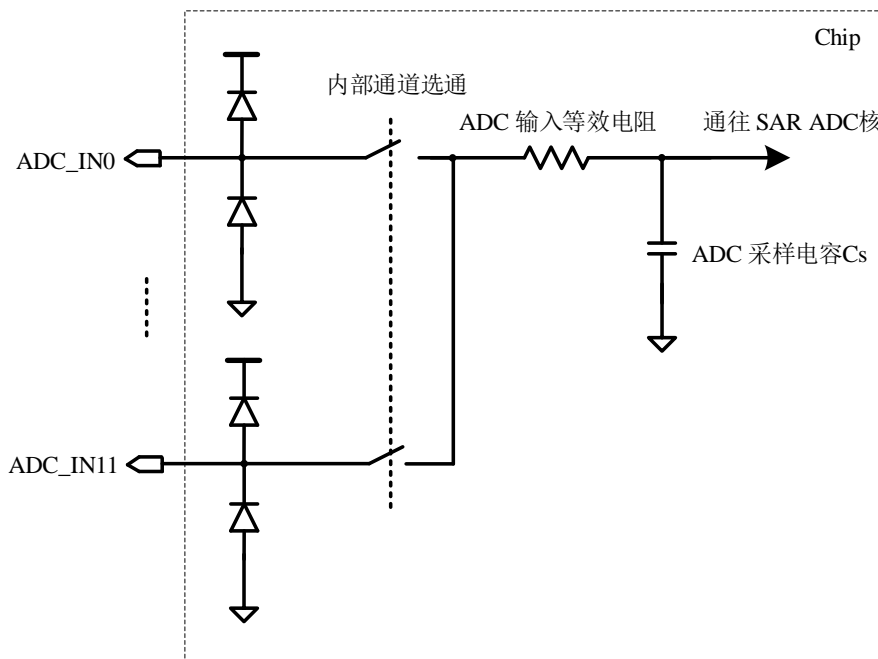 Chip
内部通道选通
ADC 输入等效电阻
通往 SAR ADC核
ADC_IN0
ADC 采样电容Cs
ADC_IN11